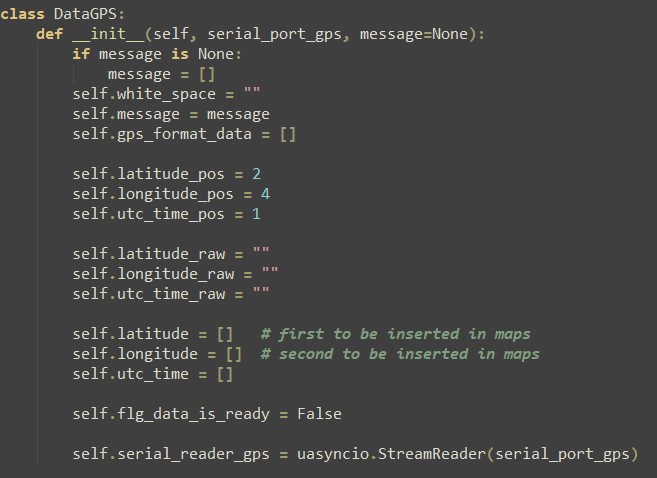 class DataGPS:
    def __init__(self, serial_port_gps, message=None):
        if message is None:
            message = []
        self.white_space = ""
        self.message = message
        self.gps_format_data = []

        self.latitude_pos = 2
        self.longitude_pos = 4
        self.utc_time_pos = 1

        self.latitude_raw = ""
        self.longitude_raw = ""
        self.utc_time_raw = ""

        self.latitude = []   # first to be inserted in maps
        self.longitude = []  # second to be inserted in maps
        self.utc_time = []

        self.flg_data_is_ready = False

        self.serial_reader_gps = uasyncio.StreamReader(serial_port_gps)